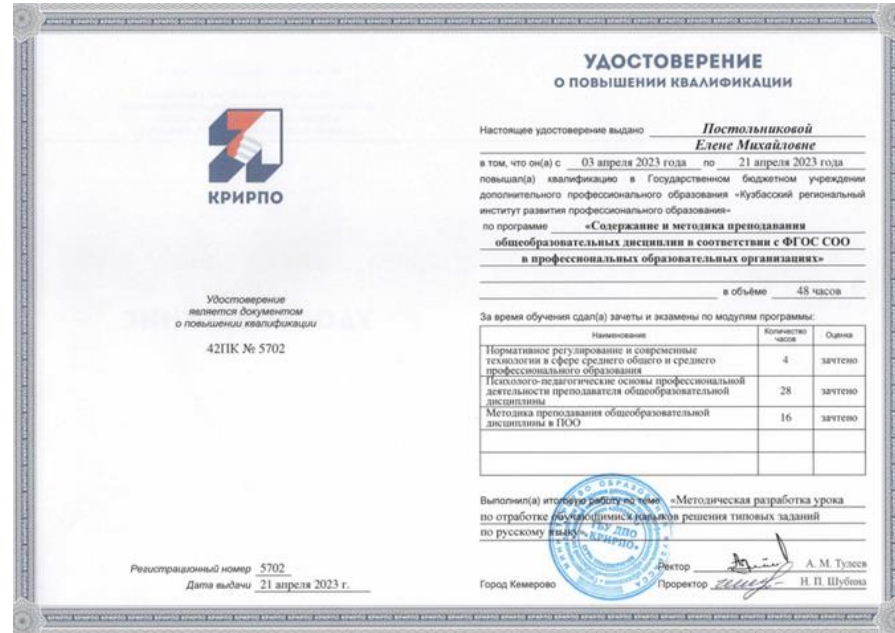 КРИРПО
Удостоверение
является документом
о повышении квалификации
42ПК № 5702
Регистрационный номер 5702
Дата выдачи 21 апреля 2023 г.
УДОСТОВЕРЕНИЕ
О ПОВЫШЕНИИ КВАЛИФИКАЦИИ
Настоящее удостоверение выдано Постольниковой
Елене Михайловне
в том, что он(а) с 03 апреля 2023 года по 21 апреля 2023 года
повышал(а) квалификацию в Государственном бюджетном учреждении
дополнительного профессионального образования «Кузбасский региональный
институт развития профессионального образования»
по программе «Содержание и методика преподавания
общеобразовательных дисциплин в соответствии с ФГОС СОО
в профессиональных образовательных организациях»
в объёме 48 часов
За время обучения сдал(а) зачеты и экзамены по модулям программы:
Наименование Количество часов Оценка
Нормативное регулирование и современные
технологии в сфере среднего общего и среднего
профессионального образования 4 зачтено
Психолого-педагогические основы профессиональной
деятельности преподавателя общеобразовательной
дисциплины 28 зачтено
Методика преподавания общеобразовательной
дисциплины в ПОО 16 зачтено
Выполнил(а) итоговую работу по теме «Методическая разработка урока
по отработке обучающимися навыков решения типовых заданий
по русскому языку»
ГБУ ДПО
«КРИРПО»
Ректор А. М. Тулеев
Город Кемерово Проректор Н. П. Шубина